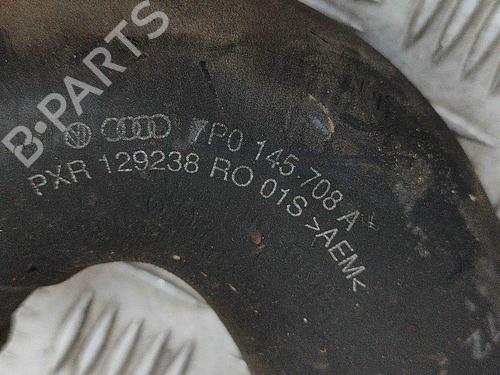 B-PARTS
7P0 145 708 A
PXR 129238 RO 01S >AEM<